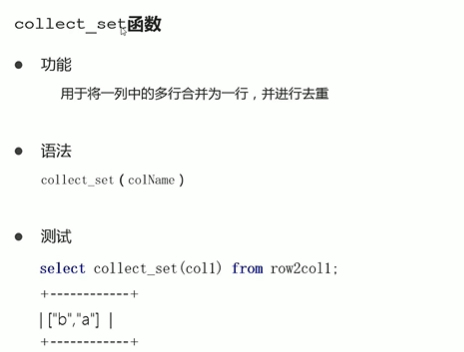 collect_set函数
● 功能
用于将一列中的多行合并为一行，并进行去重
● 语法
collect_set（colName）
● 测试
select collect_set(col1) from row2col1;
+------------+
| ["b","a"] |
+------------+